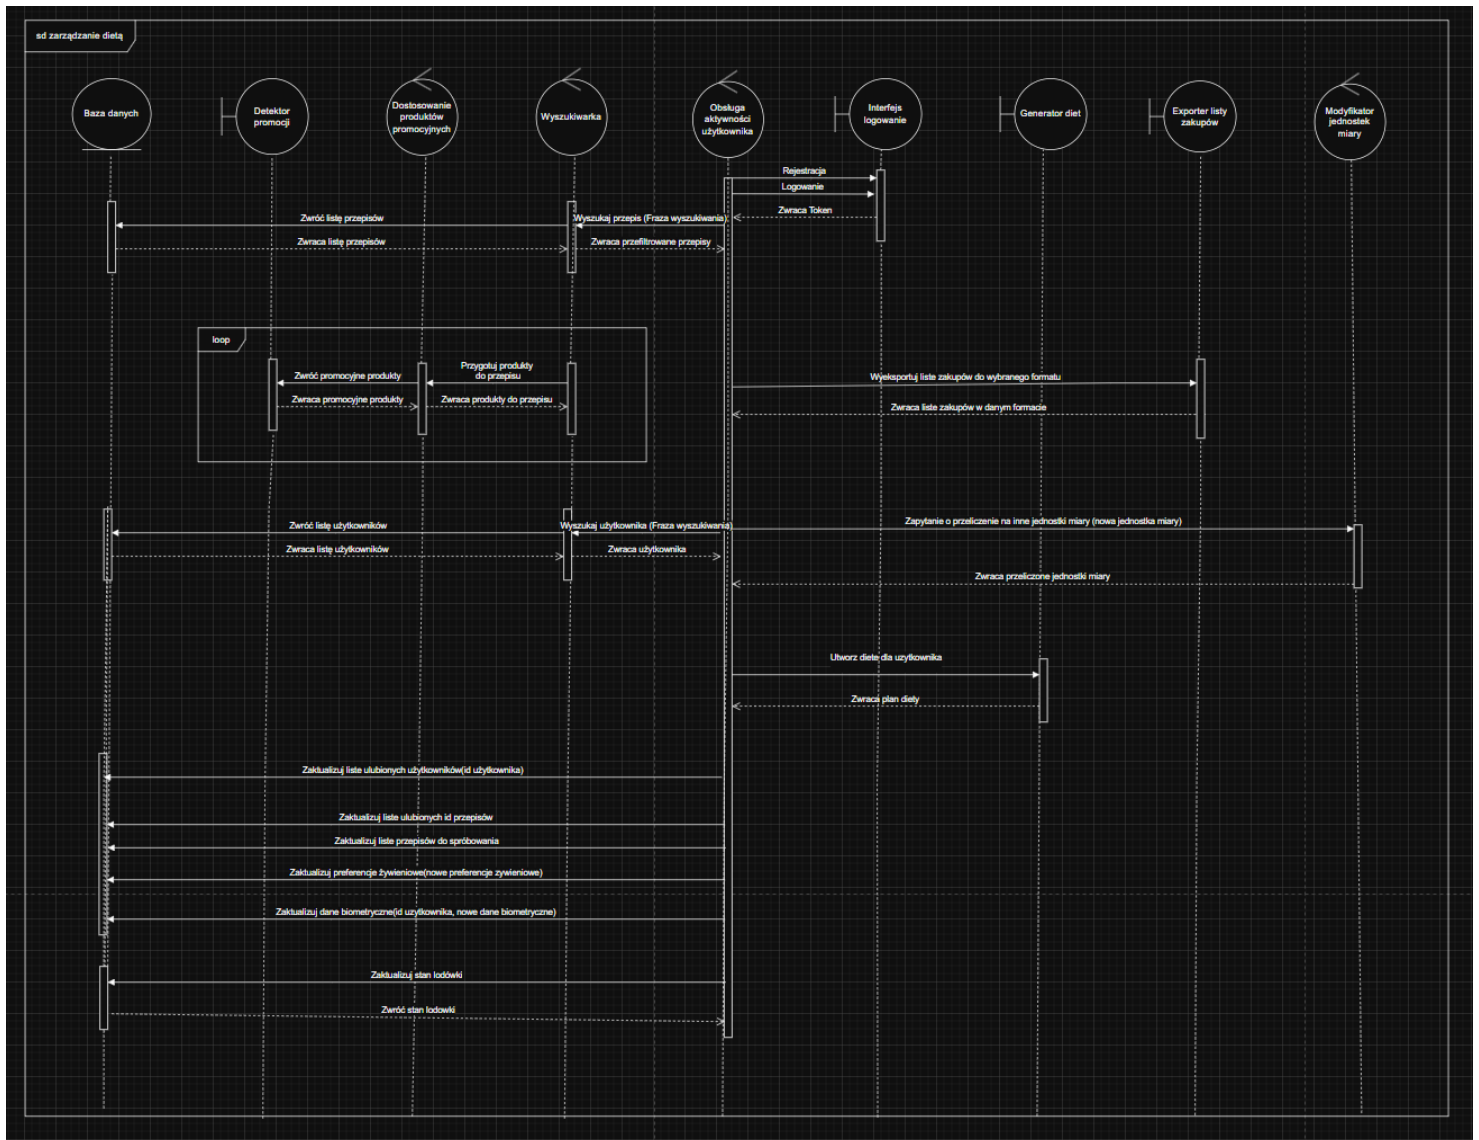 sd zarządzanie dietą
Baza danych
Detektor
promocji
Dostosowanie
produktów
promocyjnych
Wyszukiwarka
Obsługa
aktywności
użytkownika
Interfejs
logowanie
Generator diet
Exporter listy
zakupów
Modyfikator
jednostek
miary
Rejestracja
Logowanie
Zwraca Token
Zwróć listę przepisów
Wyszukaj przepis (Fraza wyszukiwania)
Zwraca listę przepisów
Zwraca przefiltrowane przepisy
loop
Zwróć promocyjne produkty
Przygotuj produkty
do przepisu
Zwraca promocyjne produkty
Zwraca produkty do przepisu
Wyeksportuj liste zakupów do wybranego formatu
Zwraca liste zakupów w danym formacie
Zwróć listę użytkowników
Wyszukaj użytkownika (Fraza wyszukiwania)
Zapytanie o przeliczenie na inne jednostki miary (nowa jednostka miary)
Zwraca listę użytkowników
Zwraca użytkownika
Zwraca przeliczone jednostki miary
Utworz diete dla uzytkownika
Zwraca plan diety
Zaktualizuj liste ulubionych użytkowników(id użytkownika)
Zaktualizuj liste ulubionych id przepisów
Zaktualizuj liste przepisów do spróbowania
Zaktualizuj preferencje żywieniowe(nowe preferencje zywieniowe)
Zaktualizuj dane biometryczne(id uzytkownika, nowe dane biometryczne)
Zaktualizuj stan lodówki
Zwróć stan lodowki